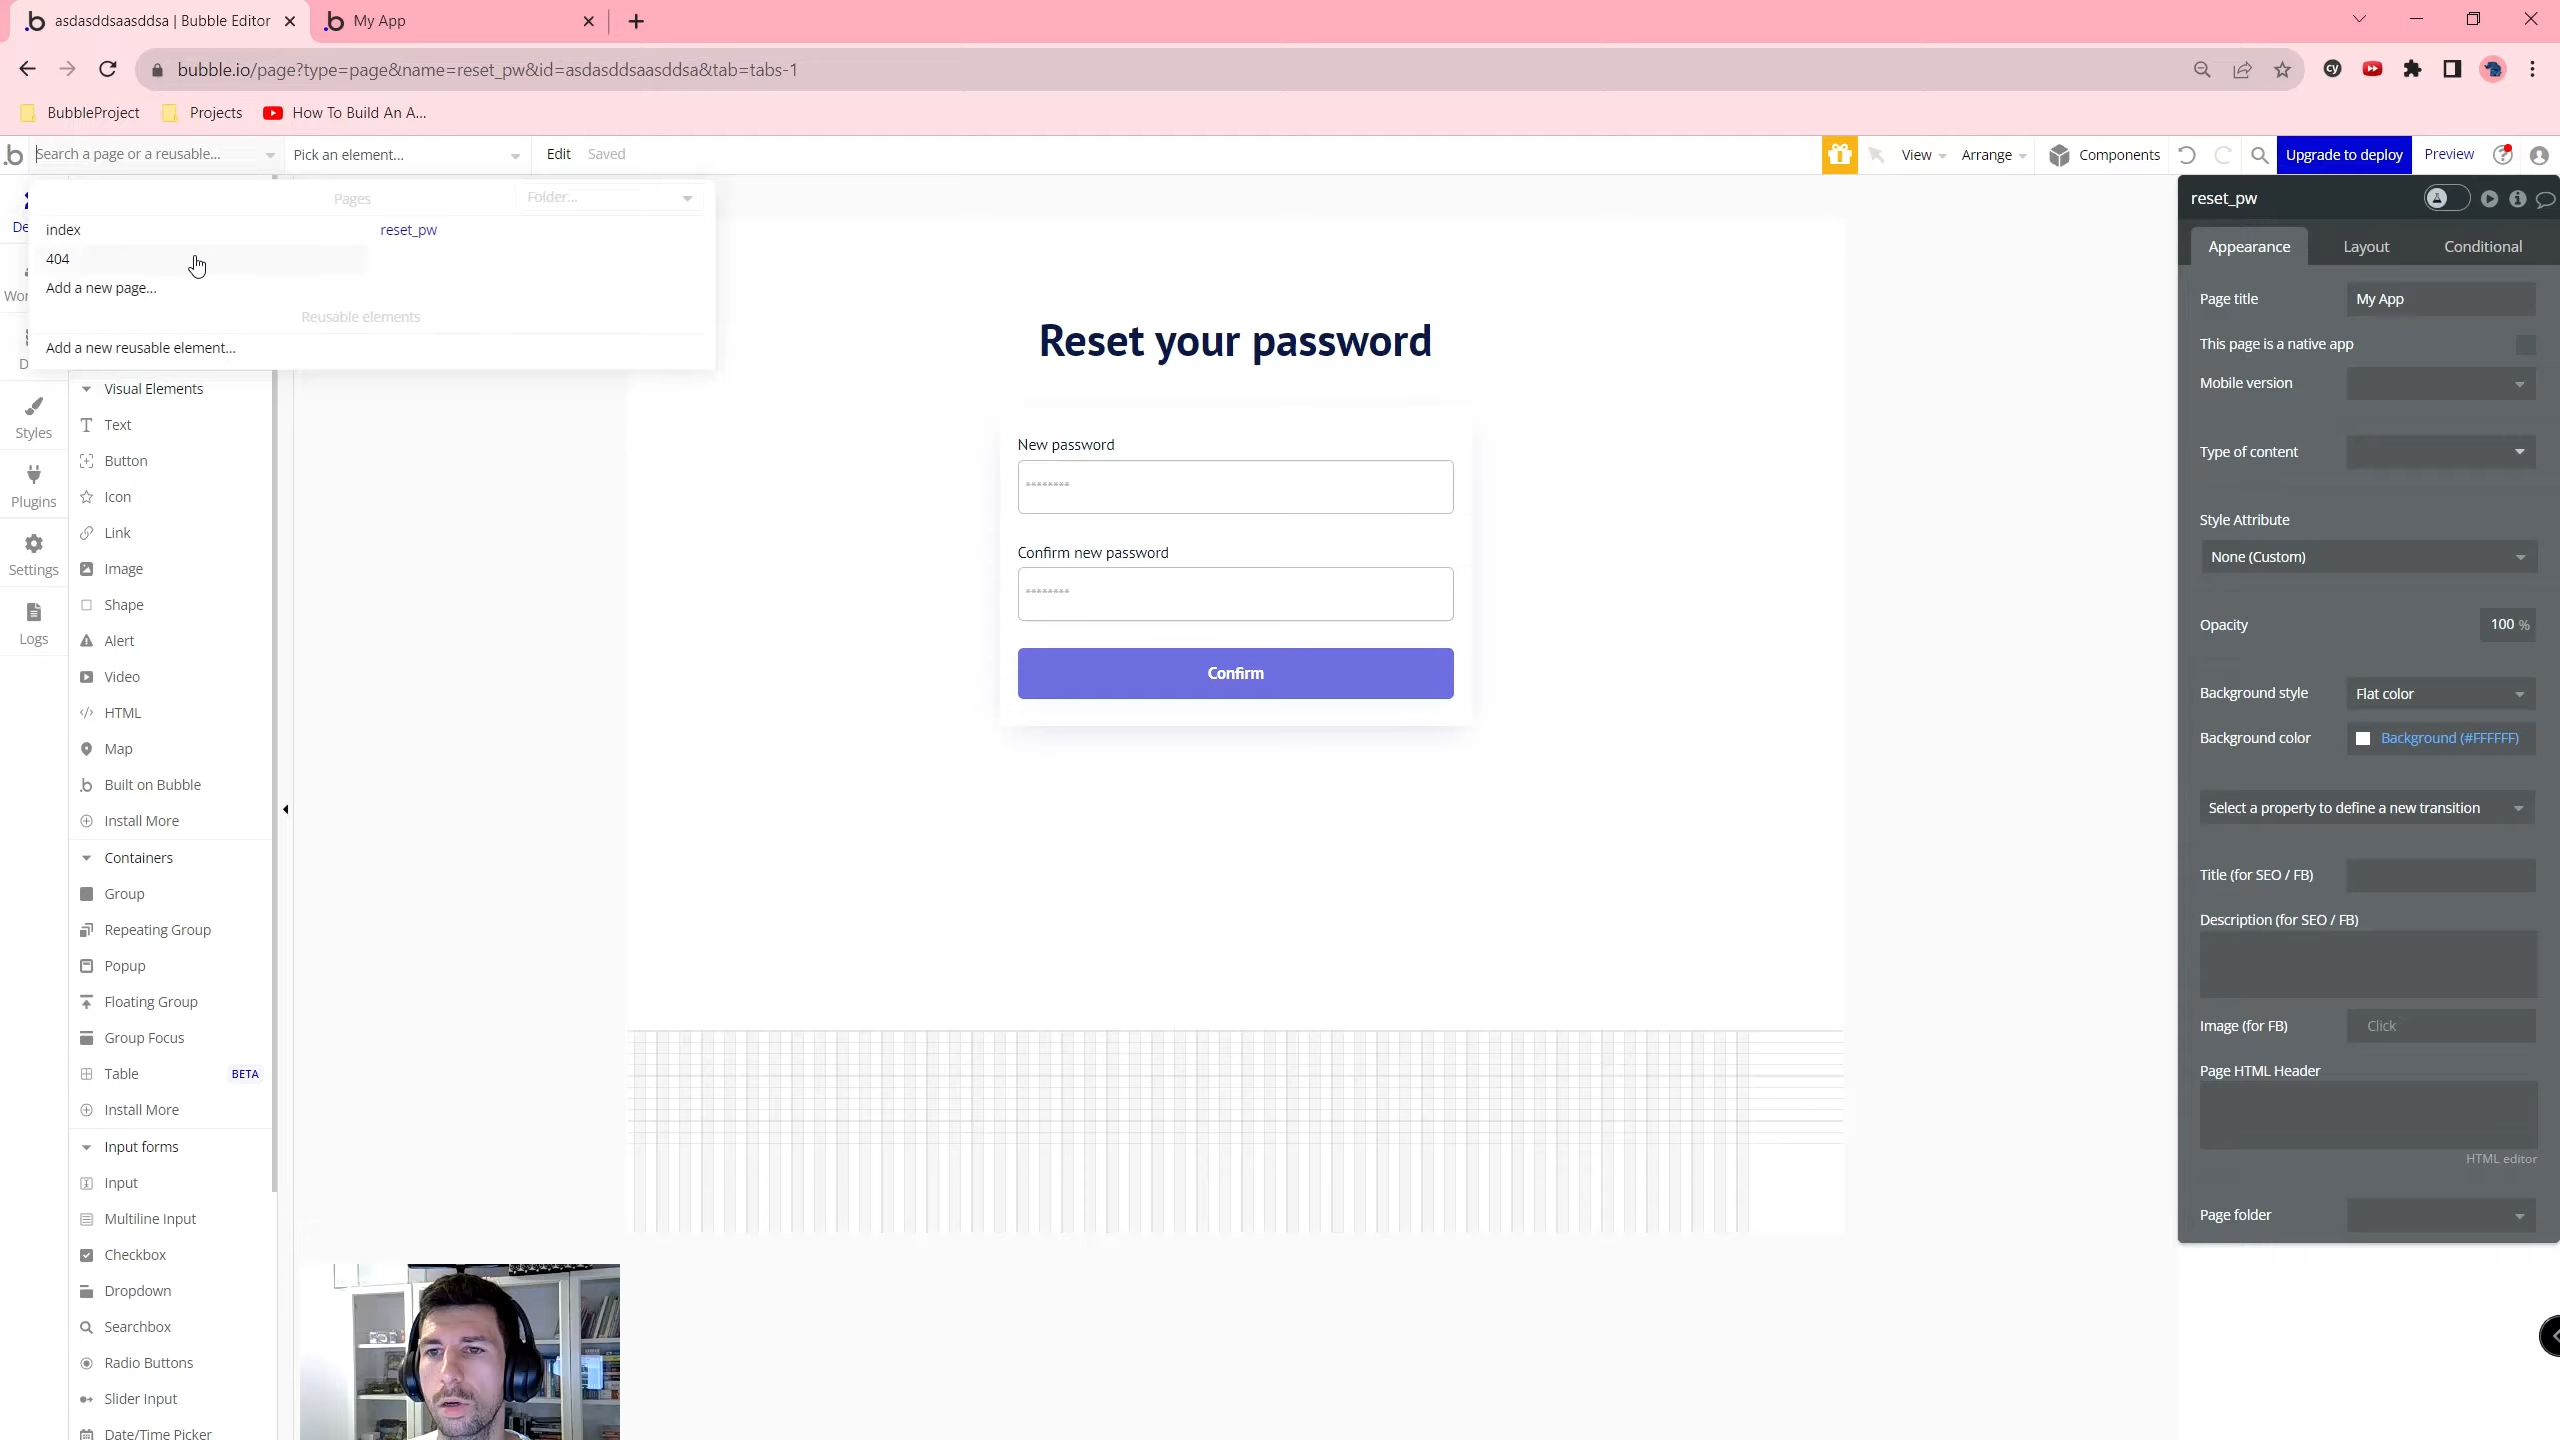 asdasddsaasddsa | Bubble Editor
My App
bubble.io/page?type=page&name=reset_pw&id=asdasddsaasddsa&tab=tabs-1
BubbleProject
Projects
How To Build An A...
Search a page or a reusable...
Pick an element...
Edit
Saved
View
Arrange
Components
Upgrade to deploy
Preview
Pages
Folder...
index
reset_pw
404
Add a new page...
Reusable elements
Add a new reusable element...
Styles
Plugins
Settings
Logs
Visual Elements
Text
Button
Icon
Link
Image
Shape
Alert
Video
HTML
Map
Built on Bubble
Install More
Containers
Group
Repeating Group
Popup
Floating Group
Group Focus
Table
BETA
Install More
Input forms
Input
Multiline Input
Checkbox
Dropdown
Searchbox
Radio Buttons
Slider Input
Date/Time Picker
Reset your password
New password
********
Confirm new password
********
Confirm
reset_pw
Appearance
Layout
Conditional
Page title
My App
This page is a native app
Mobile version
Type of content
Style Attribute
None (Custom)
Opacity
100 %
Background style
Flat color
Background color
Background (#FFFFFF)
Select a property to define a new transition
Title (for SEO / FB)
Description (for SEO / FB)
Image (for FB)
Click
Page HTML Header
HTML editor
Page folder